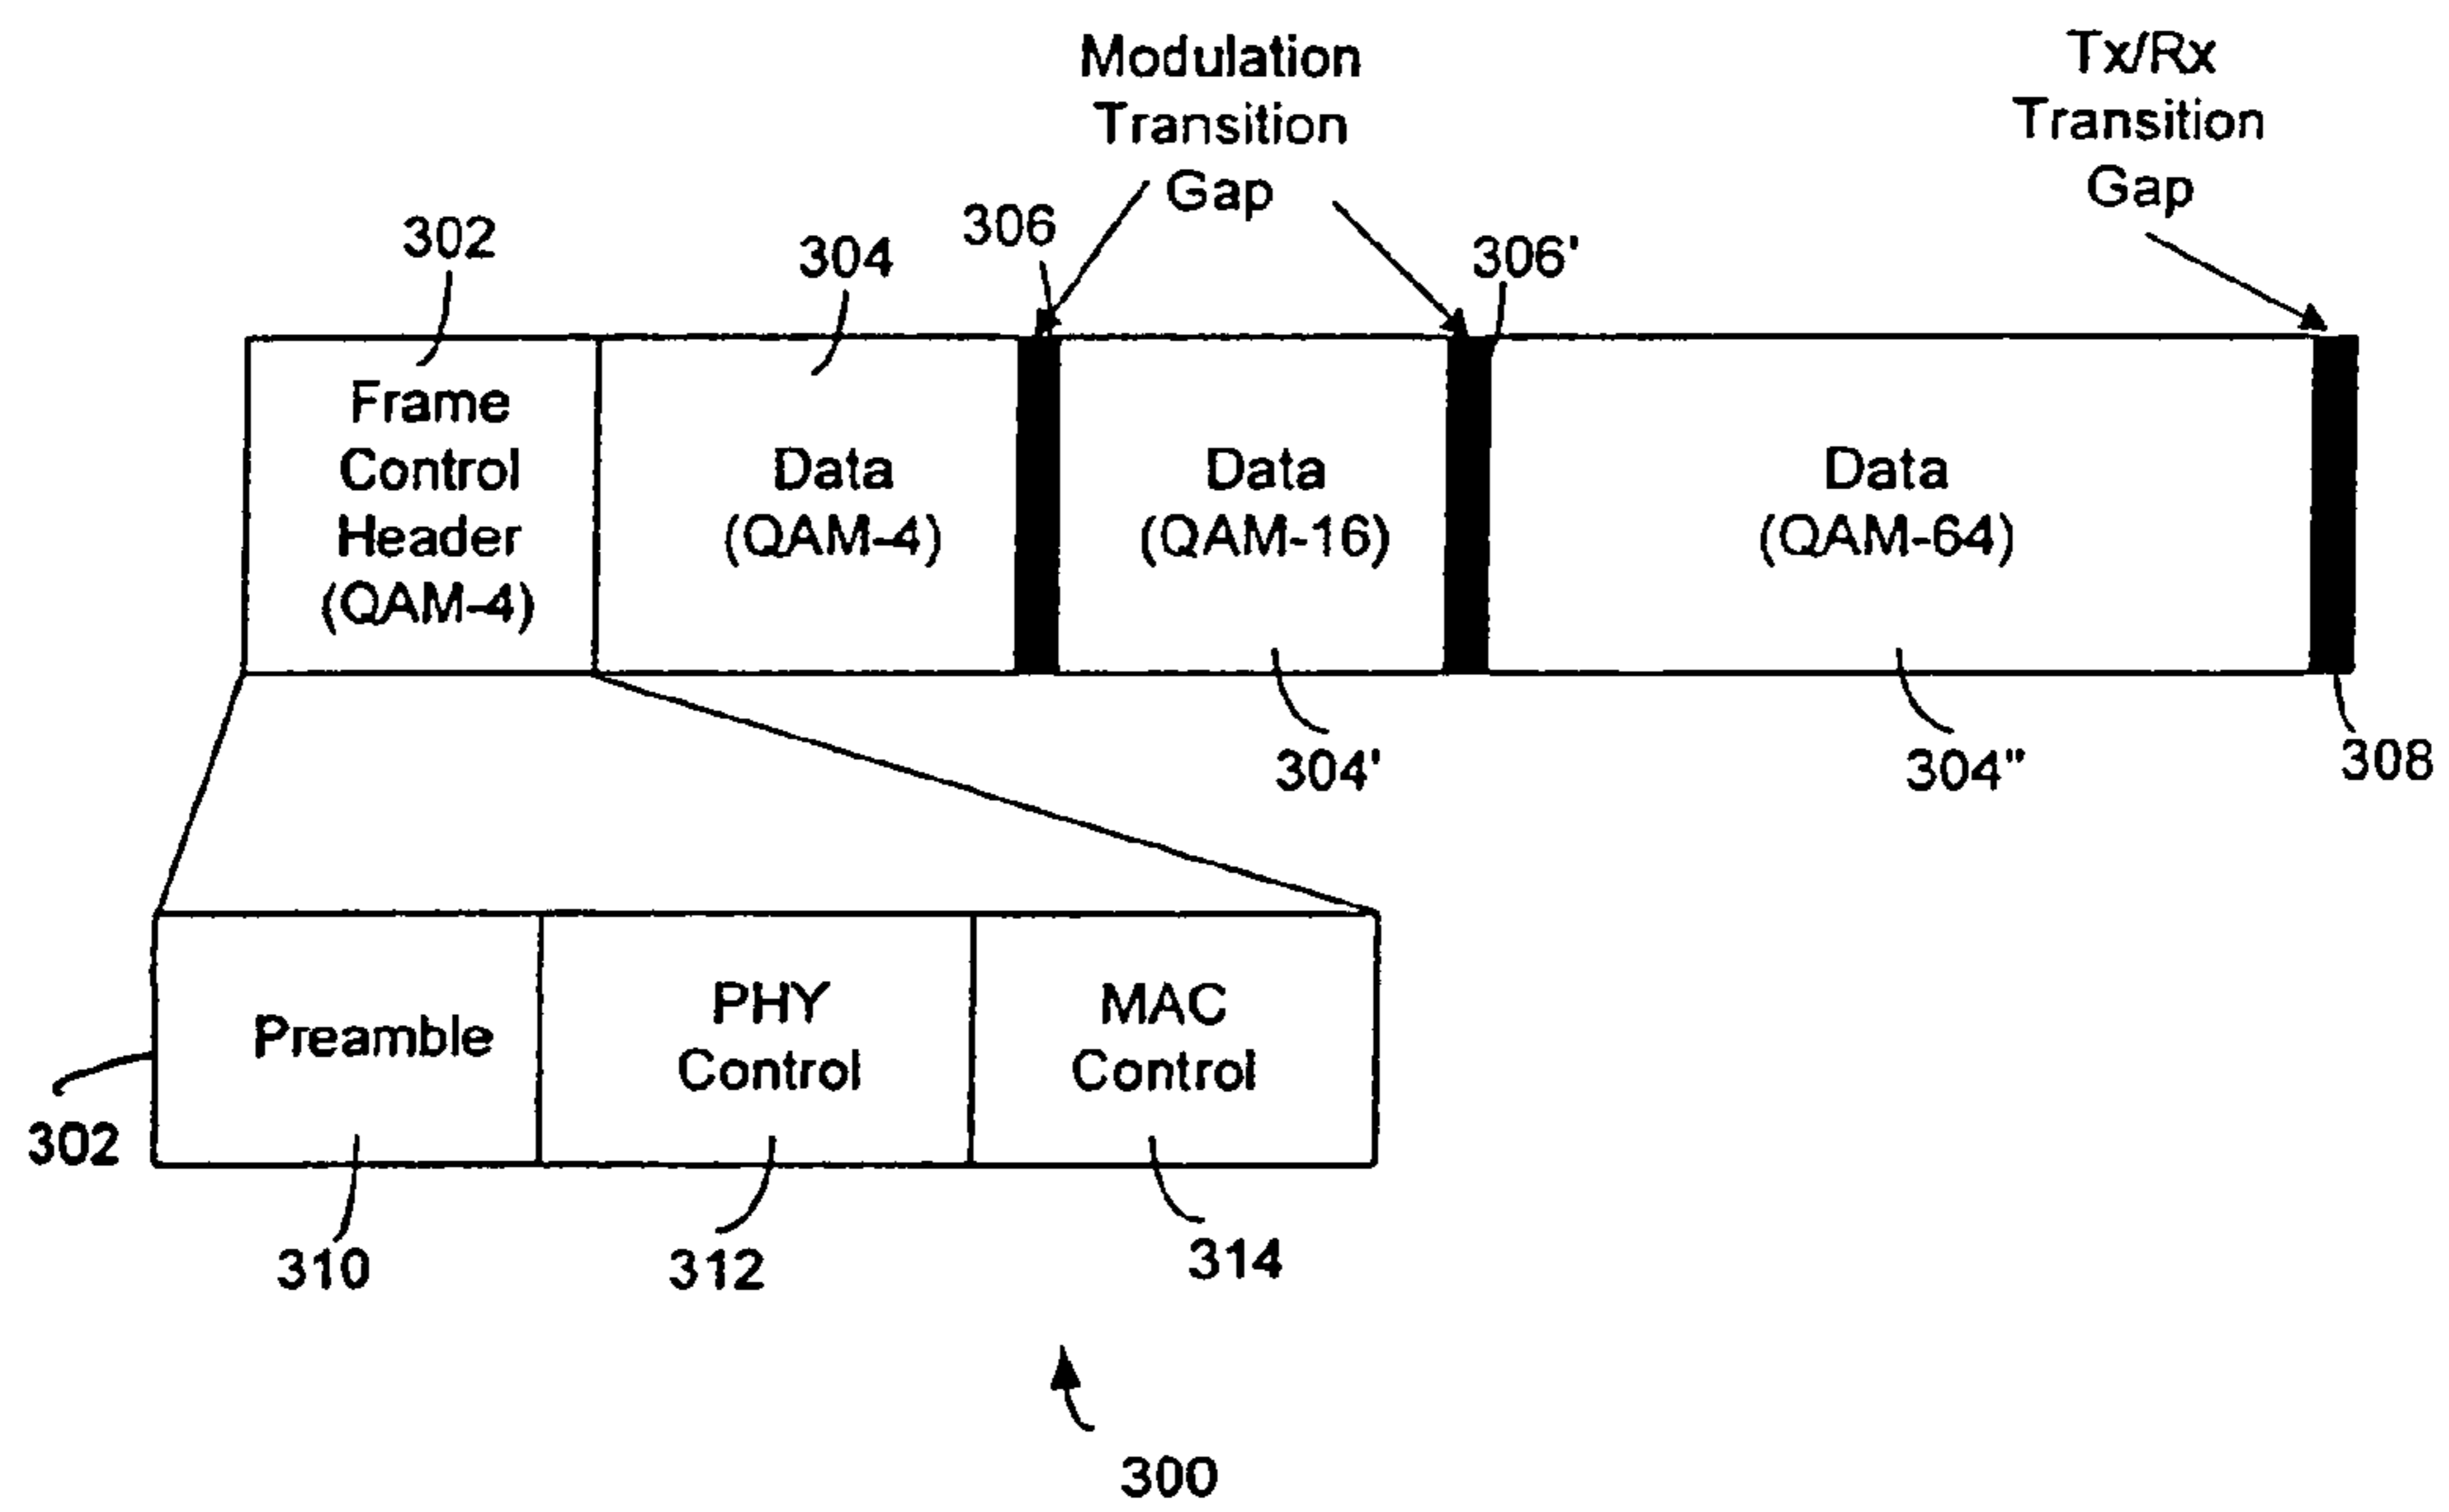 Modulation
Transition
Gap
Tx/Rx
Transition
Gap
302
304
306
306'
Frame
Control
Header
(QAM-4)
Data
(QAM-4)
Data
(QAM-16)
Data
(QAM-64)
304'
304"
308
Preamble
PHY
Control
MAC
Control
302
310
312
314
300